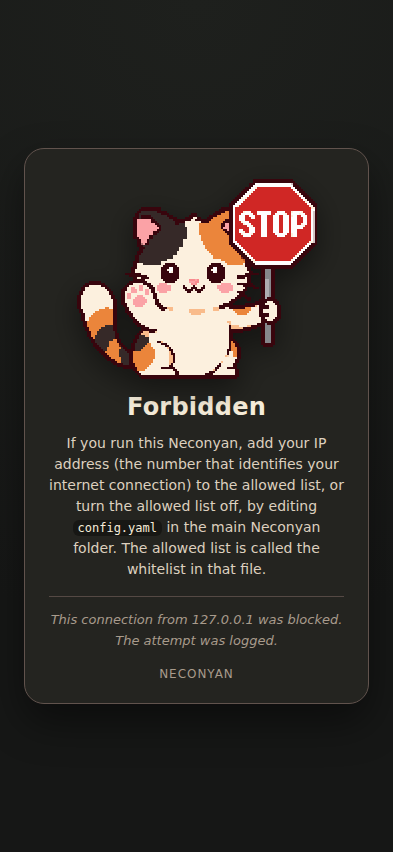 STOP
Forbidden
If you run this Neconyan, add your IP
address (the number that identifies your
internet connection) to the allowed list, or
turn the allowed list off, by editing
config.yaml in the main Neconyan
folder. The allowed list is called the
whitelist in that file.
This connection from 127.0.0.1 was blocked.
The attempt was logged.
NECONYAN